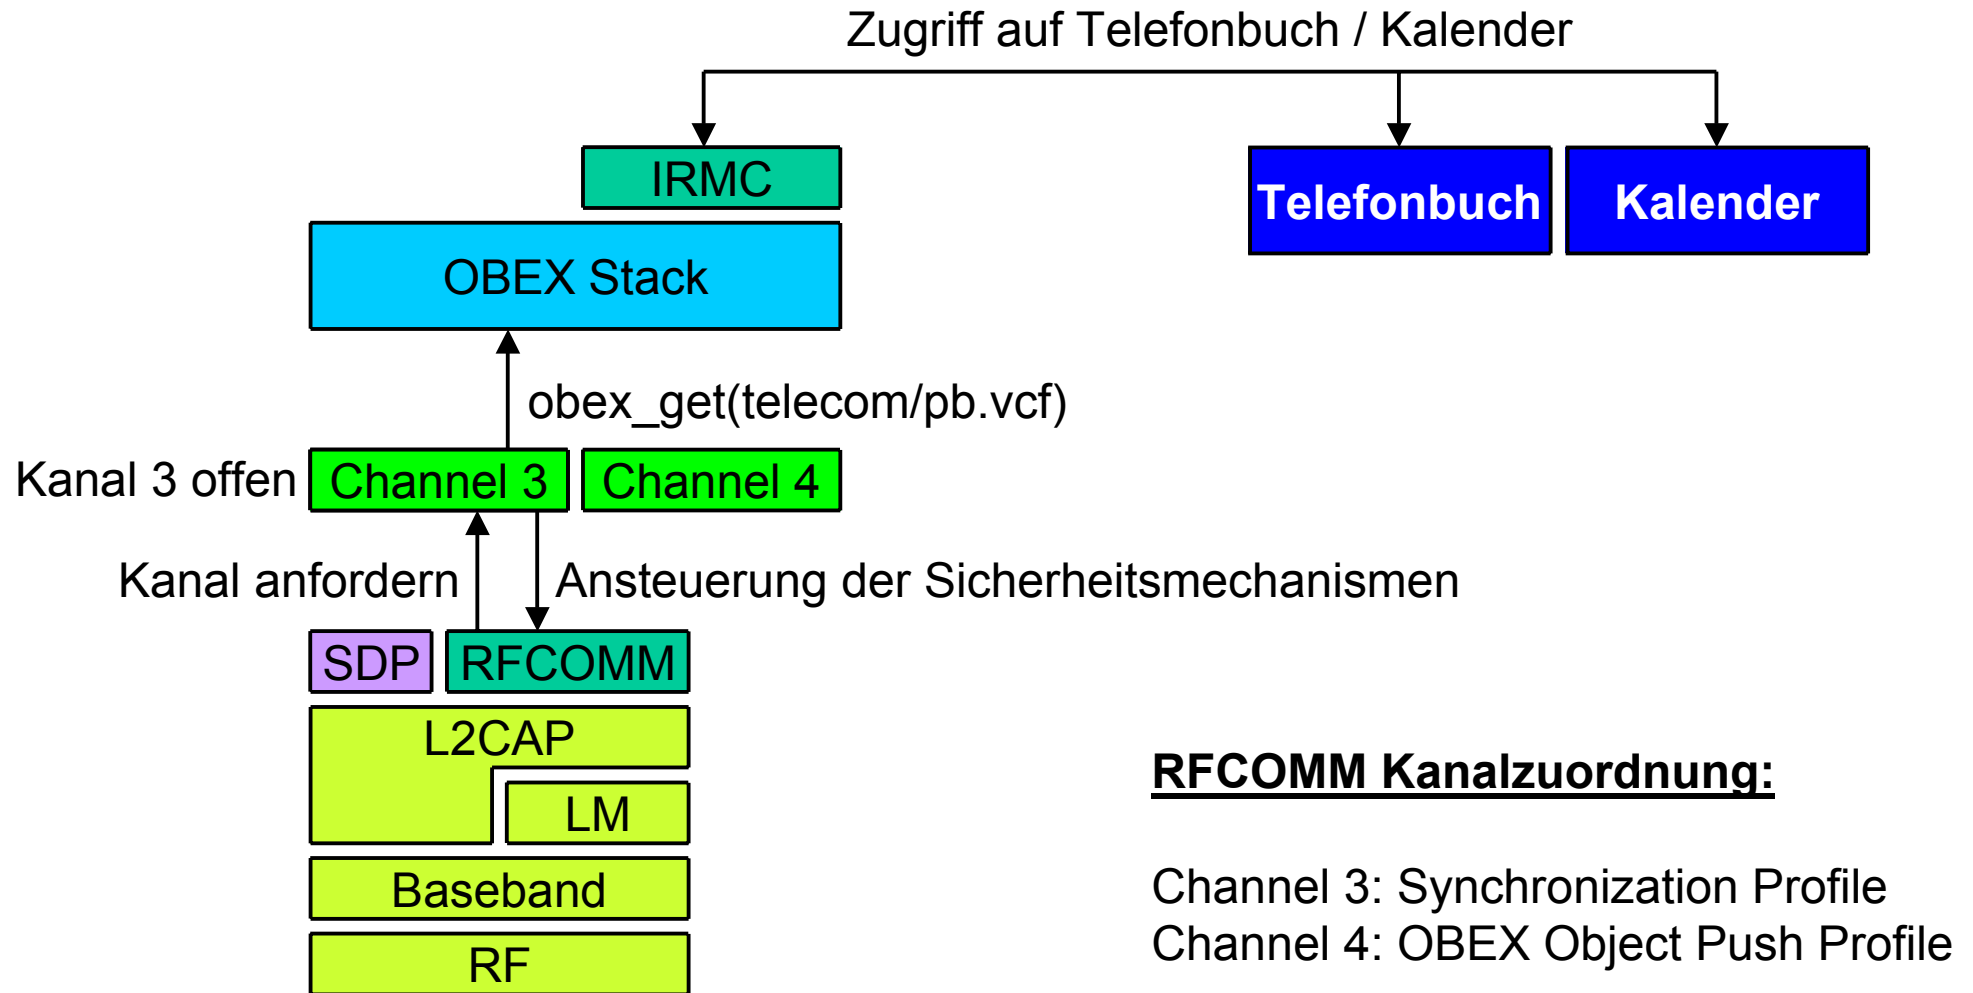 Zugriff auf Telefonbuch / Kalender
IRMC
Telefonbuch
Kalender
OBEX Stack
obex_get(telecom/pb.vcf)
Kanal 3 offen
Channel 3
Channel 4
Kanal anfordern
Ansteuerung der Sicherheitsmechanismen
SDP
RFCOMM
L2CAP
LM
Baseband
RF
RFCOMM Kanalzuordnung:
Channel 3: Synchronization Profile
Channel 4: OBEX Object Push Profile